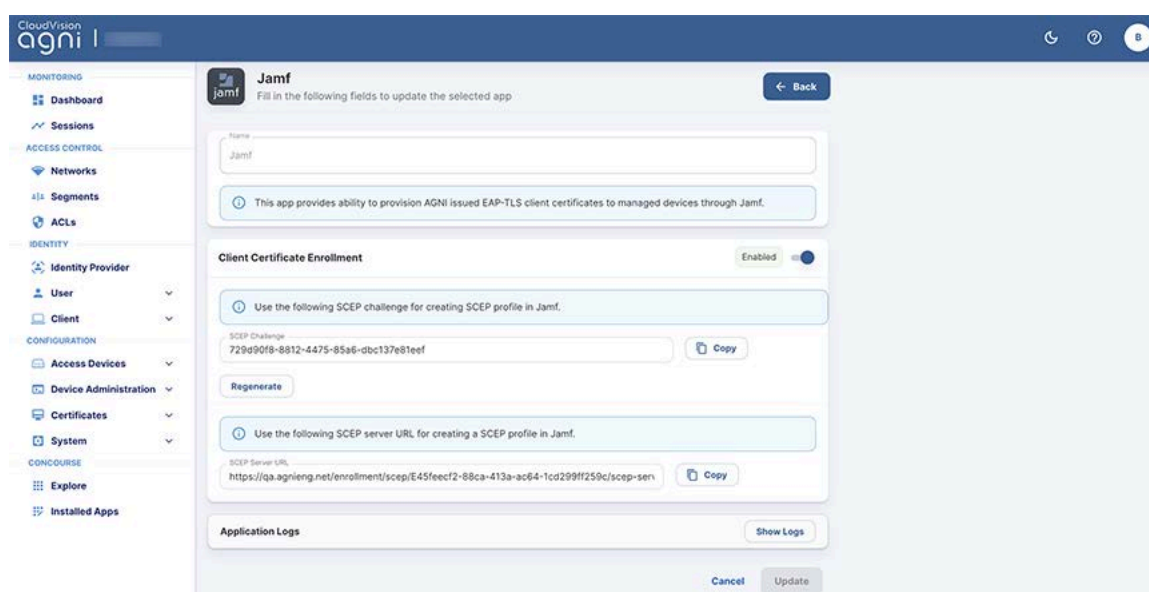 CloudVision
agni
MONITORING
Dashboard
Sessions
ACCESS CONTROL
Networks
Segments
ACLs
IDENTITY
Identity Provider
User
Client
CONFIGURATION
Access Devices
Device Administration
Certificates
System
CONCOURSE
Explore
Installed Apps
B
jamf
Jamf
Fill in the following fields to update the selected app
Back
Name
Jamf
This app provides ability to provision AGNI issued EAP-TLS client certificates to managed devices through Jamf.
Client Certificate Enrollment
Enabled
Use the following SCEP challenge for creating SCEP profile in Jamf.
SCEP Challenge
729d90f8-8812-4475-85a6-dbc137e81eef
Copy
Regenerate
Use the following SCEP server URL for creating a SCEP profile in Jamf.
SCEP Server URL
https://qa.agnieng.net/enrollment/scep/E45feecf2-88ca-413a-ac64-1cd299ff259c/scep-serv
Copy
Application Logs
Show Logs
Cancel
Update